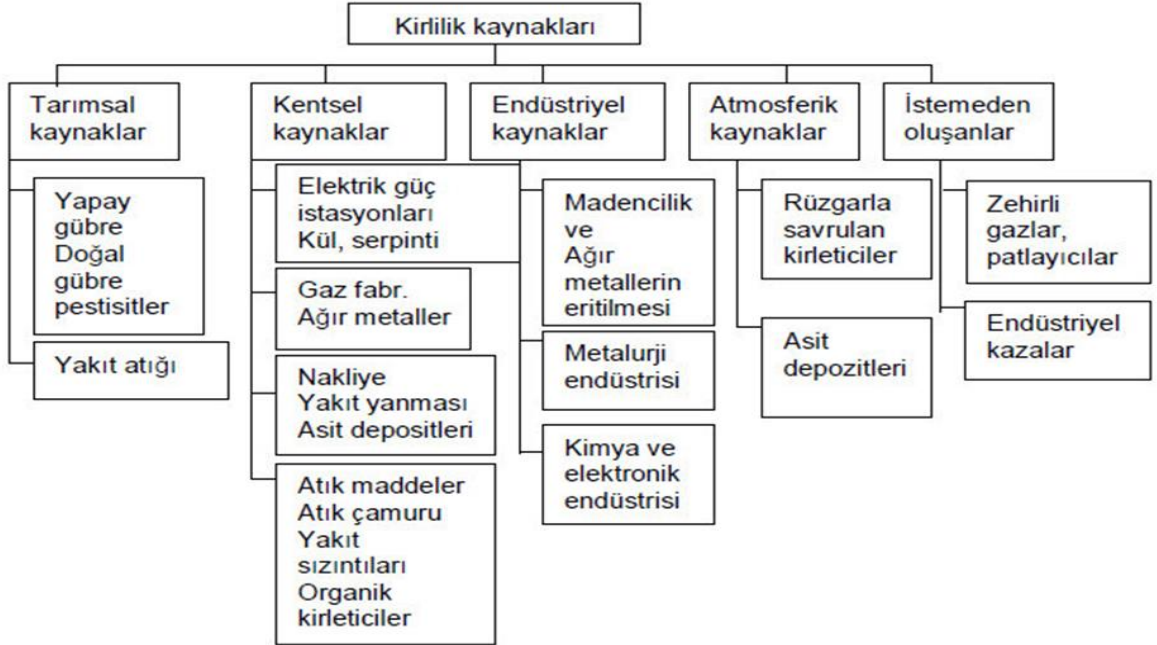 Kirlilik kaynakları
Tarımsal
kaynaklar
Yapay
gübre
Doğal
gübre
pestisitler
Yakıt atığı
Kentsel
kaynaklar
Elektrik güç
istasyonları
Kül, serpinti
Gaz fabr.
Ağır metaller
Nakliye
Yakıt yanması
Asit depositleri
Atık maddeler
Atık çamuru
Yakıt
sızıntıları
Organik
kirleticiler
Endüstriyel
kaynaklar
Madencilik
ve
Ağır
metallerin
eritilmesi
Metalurji
endüstrisi
Kimya ve
elektronik
endüstrisi
Atmosferik
kaynaklar
Rüzgarla
savrulan
kirleticiler
Asit
depozitleri
İstemeden
oluşanlar
Zehirli
gazlar,
patlayıcılar
Endüstriyel
kazalar